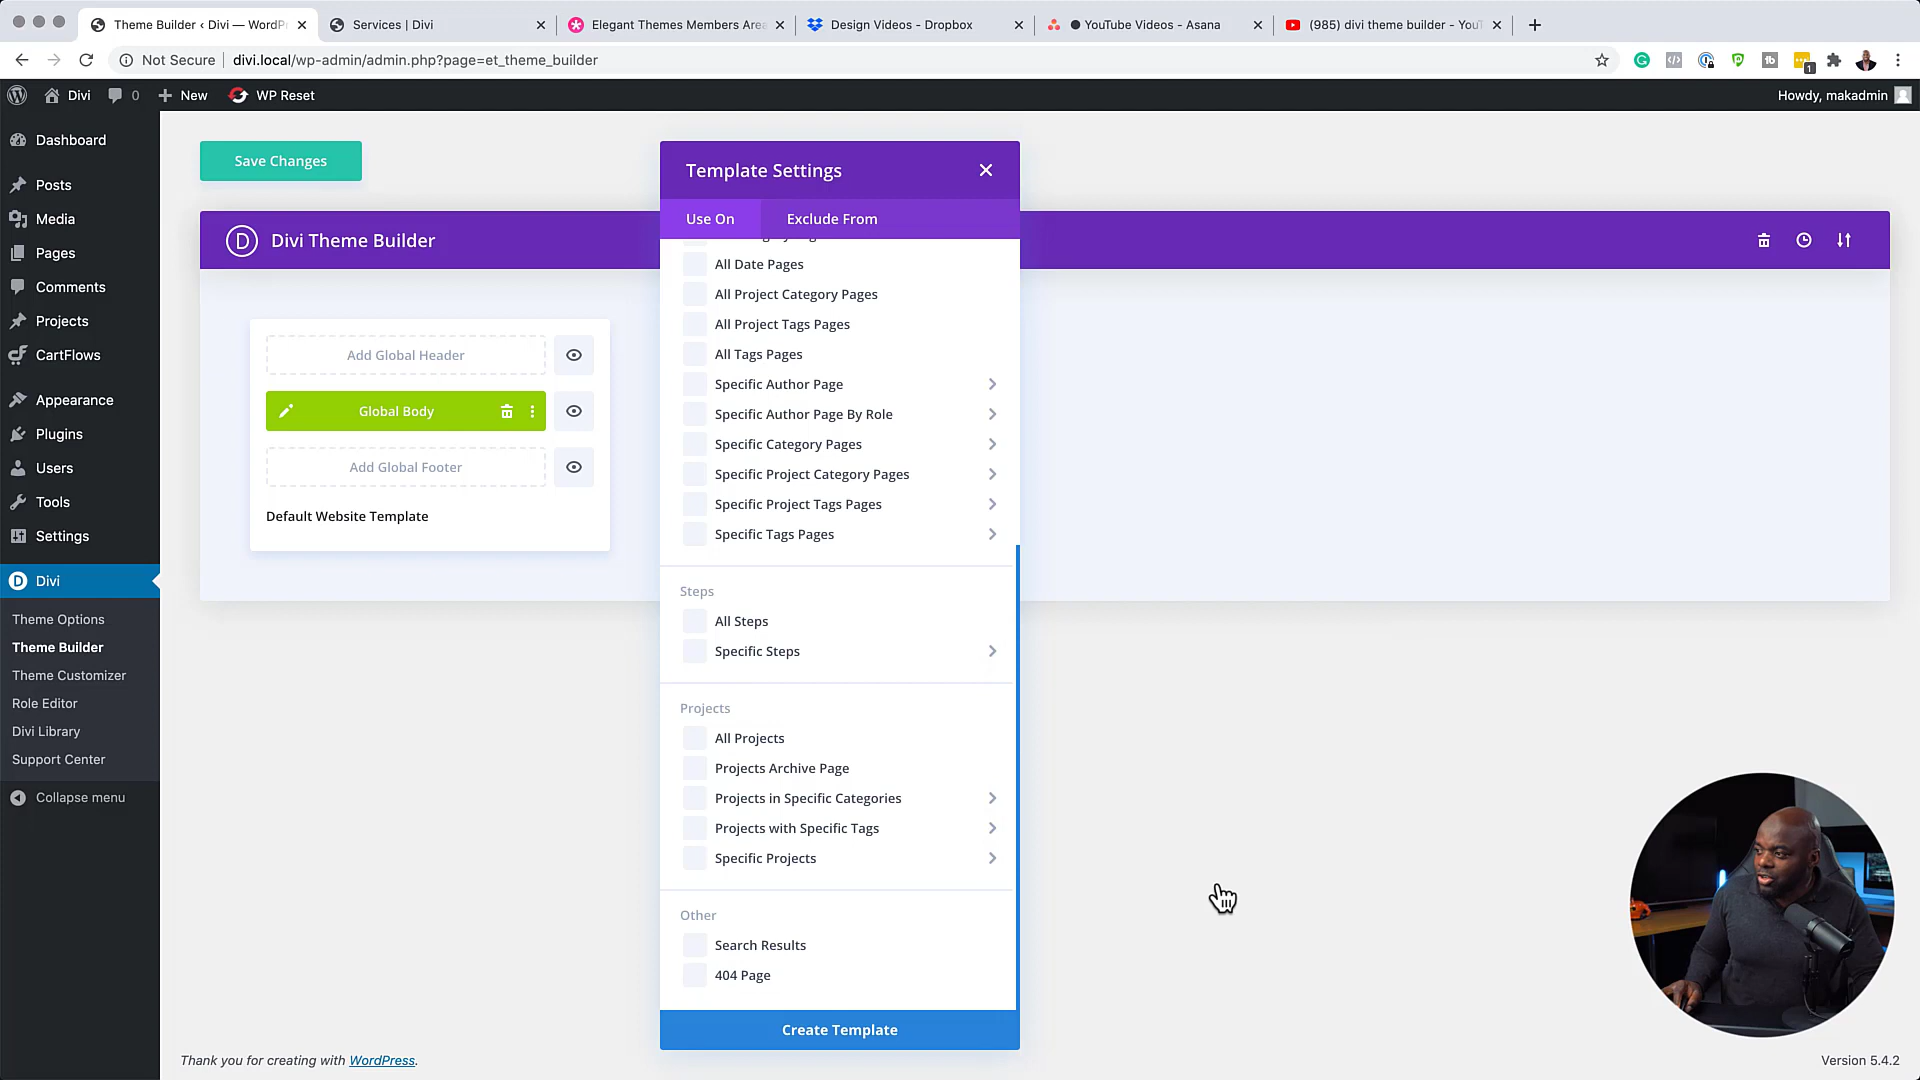 Theme Builder ‹ Divi — WordPr
Services | Divi
Elegant Themes Members Area
Design Videos - Dropbox
● YouTube Videos - Asana
(985) divi theme builder - YouT
Not Secure
divi.local/wp-admin/admin.php?page=et_theme_builder
1
Divi
0
New
WP Reset
Howdy, makadmin
Dashboard
Posts
Media
Pages
Comments
Projects
CartFlows
Appearance
Plugins
Users
Tools
Settings
Divi
Theme Options
Theme Builder
Theme Customizer
Role Editor
Divi Library
Support Center
Collapse menu
Save Changes
Divi Theme Builder
Add Global Header
Global Body
Add Global Footer
Default Website Template
Template Settings
Use On
Exclude From
All Date Pages
All Project Category Pages
All Project Tags Pages
All Tags Pages
Specific Author Page
Specific Author Page By Role
Specific Category Pages
Specific Project Category Pages
Specific Project Tags Pages
Specific Tags Pages
Steps
All Steps
Specific Steps
Projects
All Projects
Projects Archive Page
Projects in Specific Categories
Projects with Specific Tags
Specific Projects
Other
Search Results
404 Page
Create Template
Thank you for creating with WordPress.
Version 5.4.2